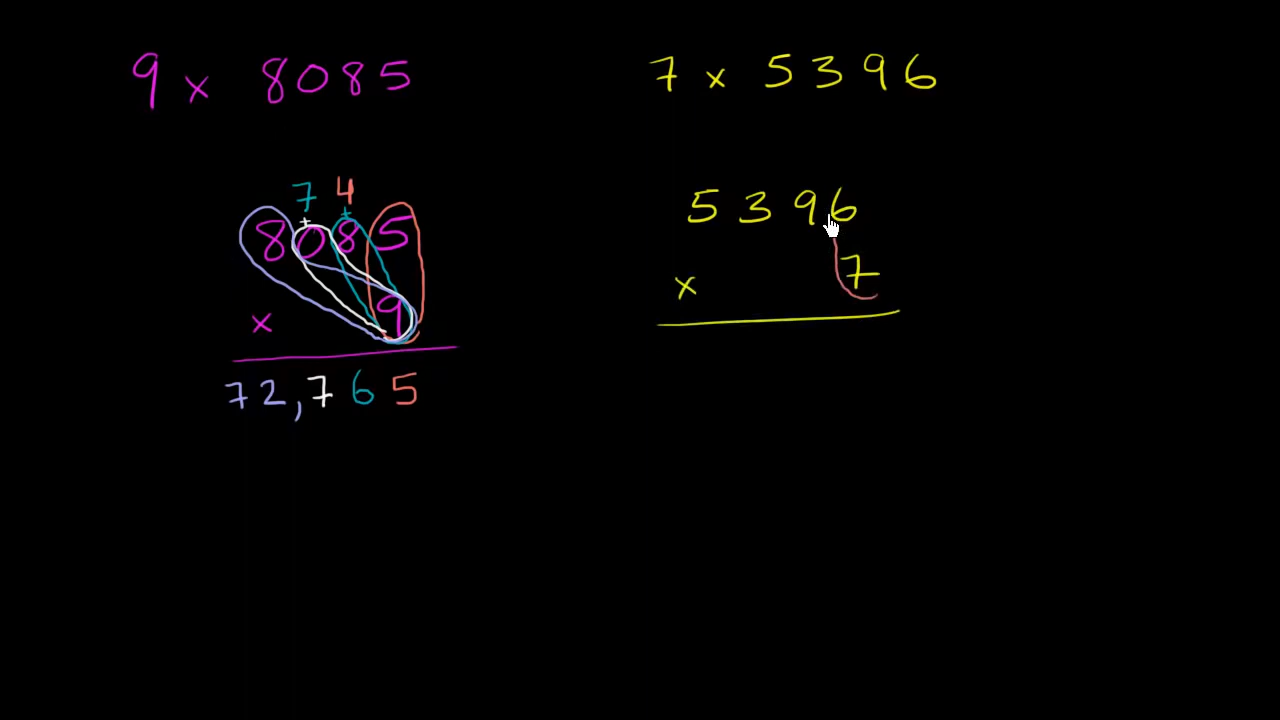 9 x 8085
7 x 5396
7 4
+ +
8085
x 9
72,765
5396
x 7